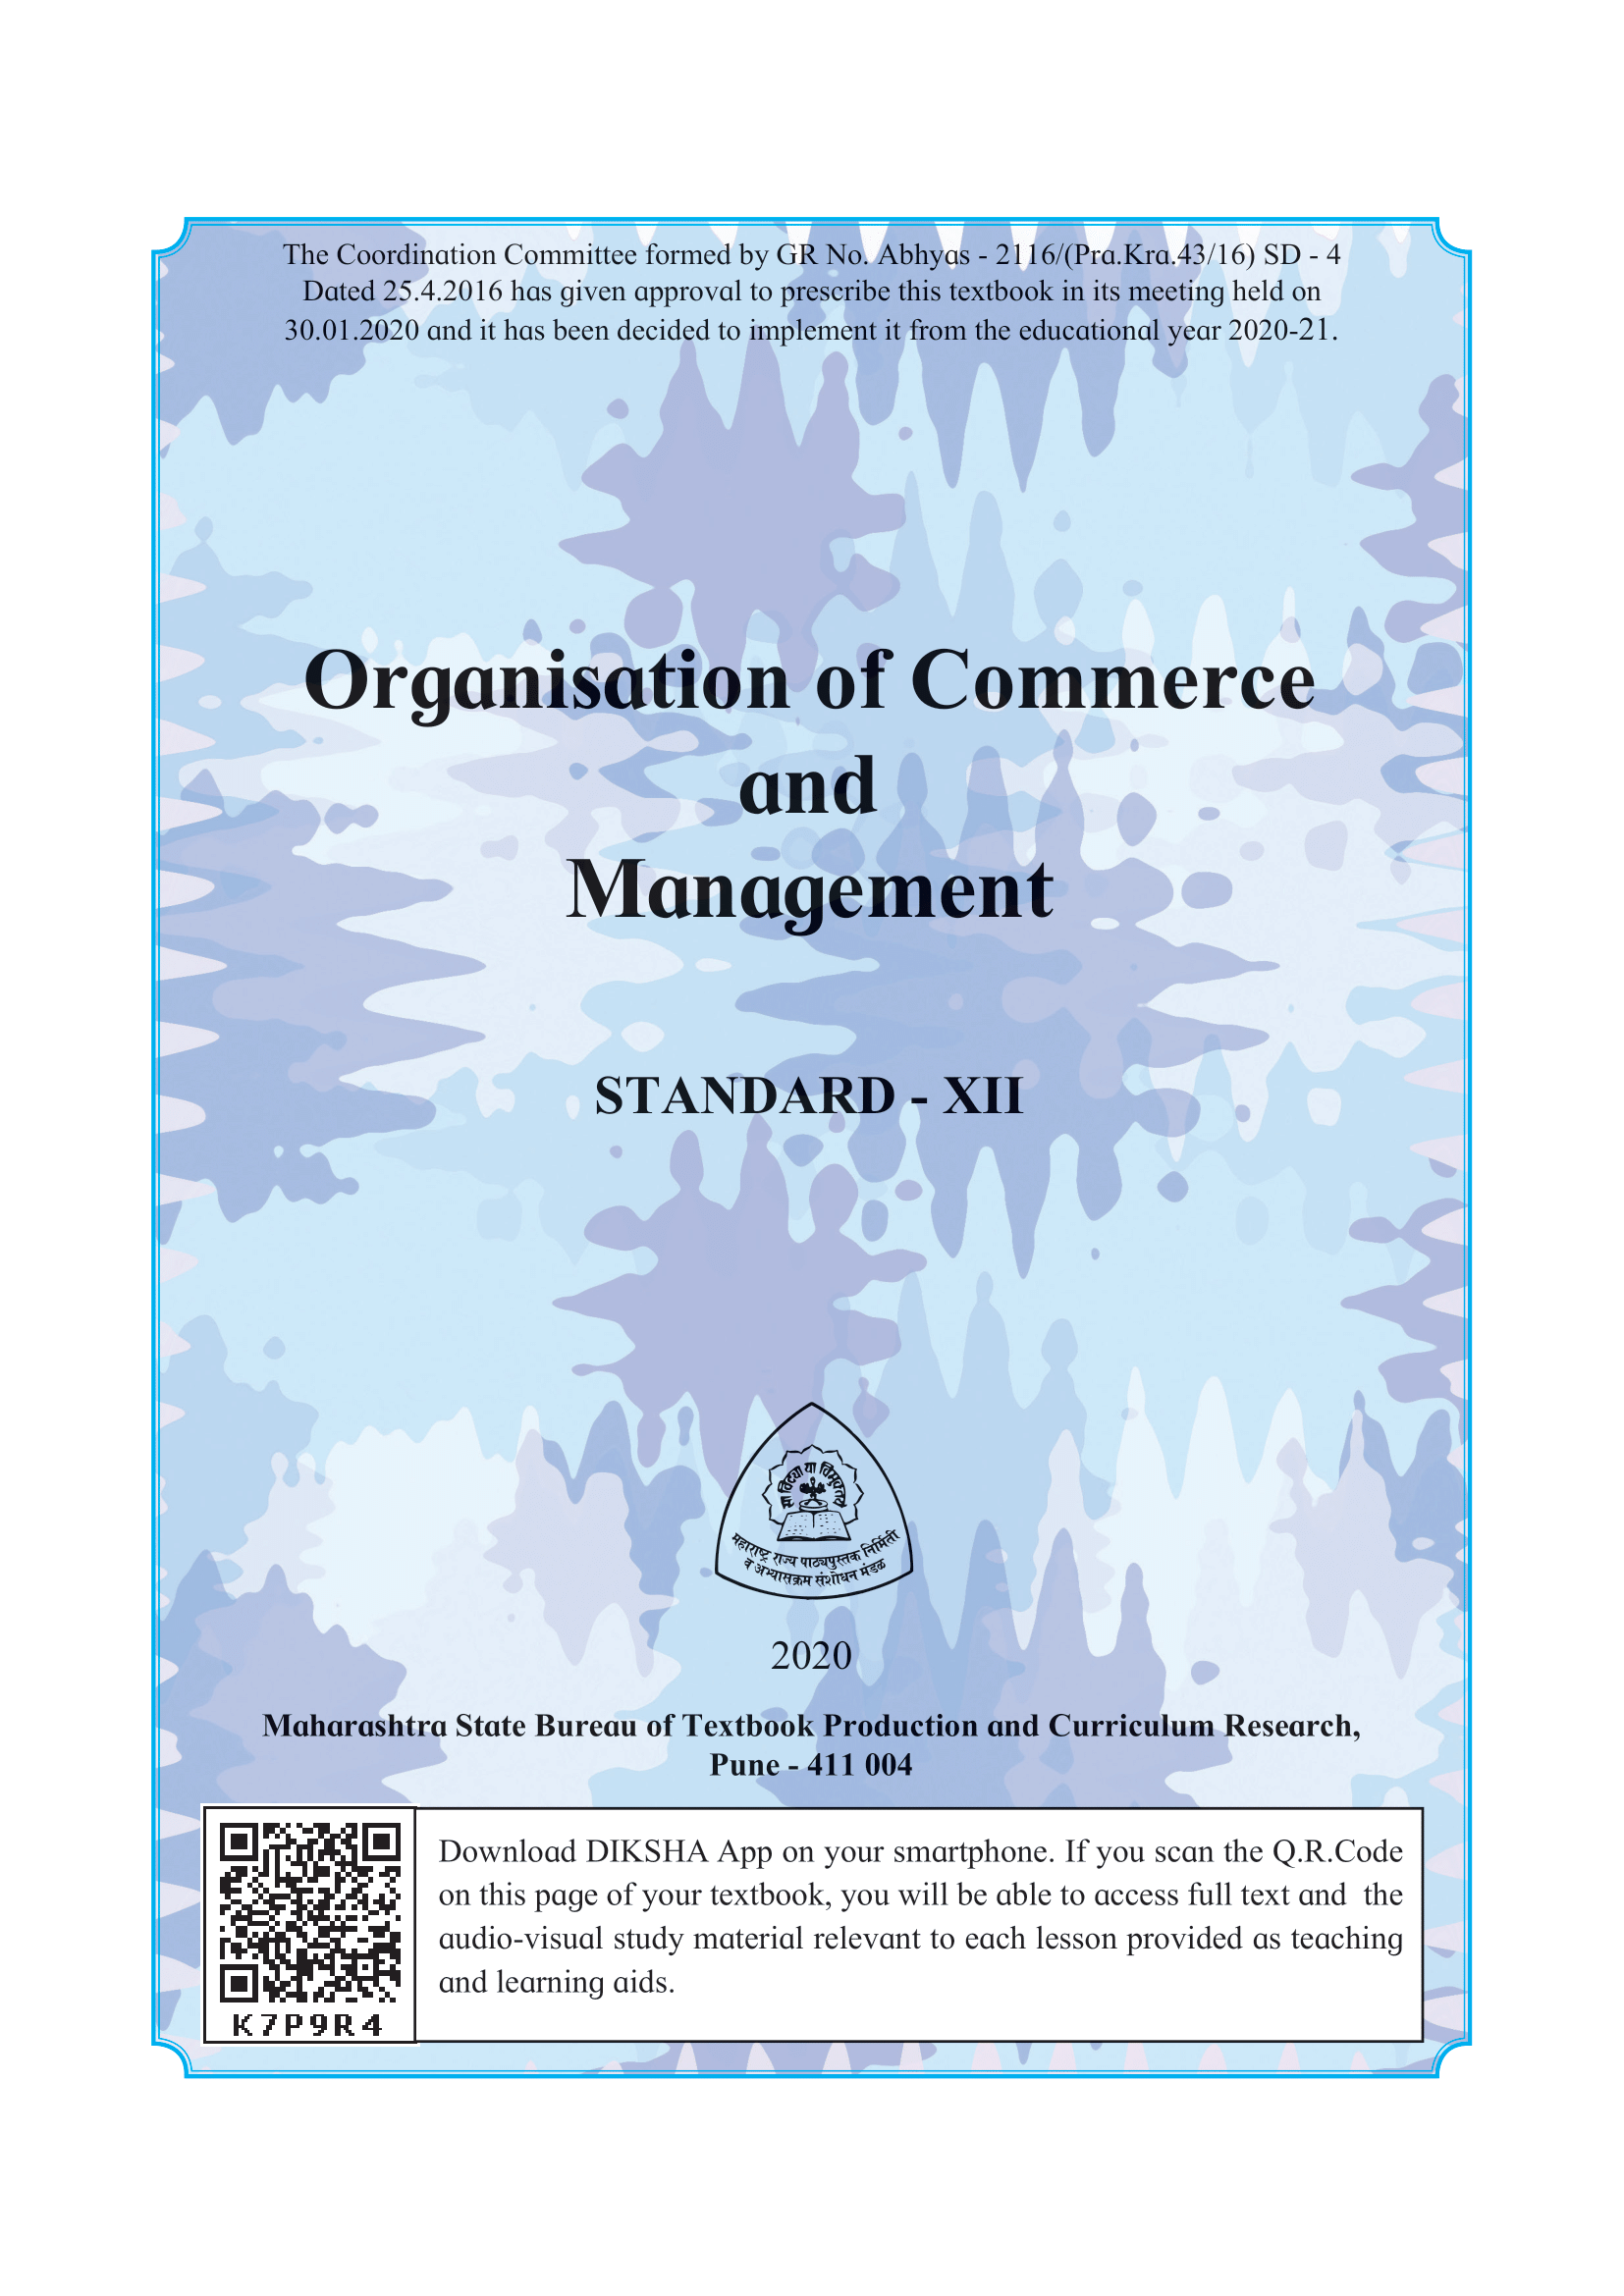 The Coordination Committee formed by GR No. Abhyas - 2116/(Pra.Kra.43/16) SD - 4
Dated 25.4.2016 has given approval to prescribe this textbook in its meeting held on
30.01.2020 and it has been decided to implement it from the educational year 2020-21.
Organisation of Commerce
and
Management
STANDARD - XII
सा विद्या या विमुक्तये
महाराष्ट्र राज्य पाठ्यपुस्तक निर्मिती
व अभ्यासक्रम संशोधन मंडळ
2020
Maharashtra State Bureau of Textbook Production and Curriculum Research,
Pune - 411 004
Download DIKSHA App on your smartphone. If you scan the Q.R.Code
on this page of your textbook, you will be able to access full text and the
audio-visual study material relevant to each lesson provided as teaching
and learning aids.
K7P9R4